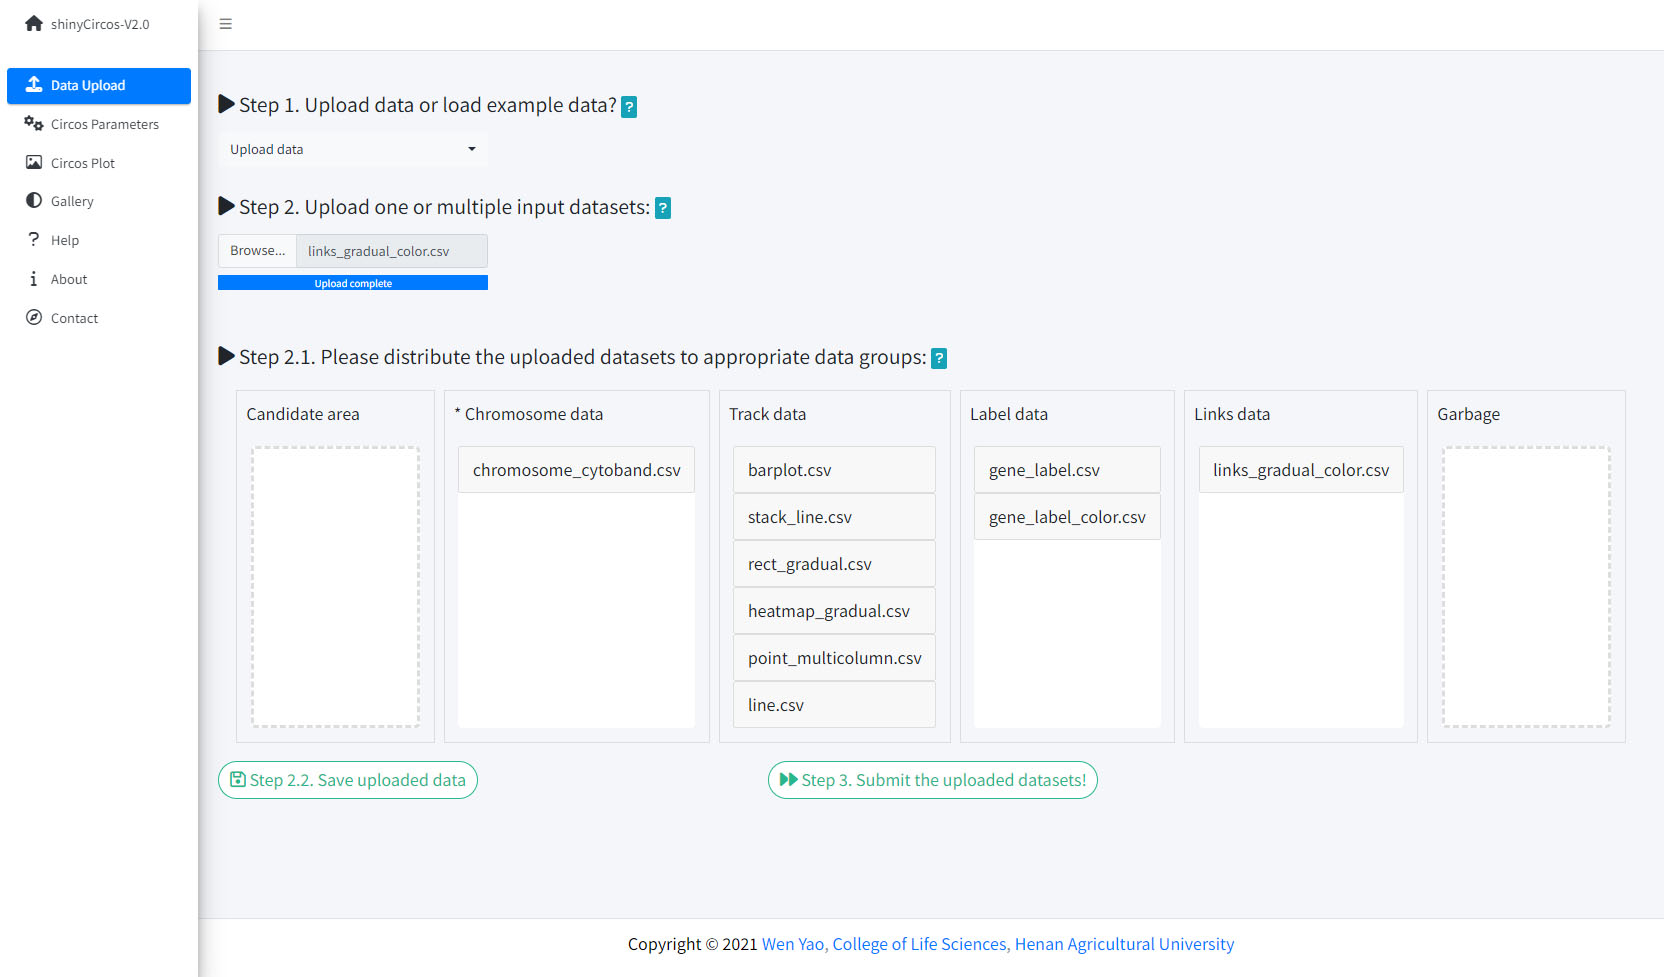 shinyCircos-V2.0
Data Upload
Circos Parameters
Circos Plot
Gallery
Help
About
Contact
Step 1. Upload data or load example data? ?
Upload data
Step 2. Upload one or multiple input datasets: ?
Browse... links_gradual_color.csv
Upload complete
Step 2.1. Please distribute the uploaded datasets to appropriate data groups: ?
Candidate area
* Chromosome data
chromosome_cytoband.csv
Track data
barplot.csv
stack_line.csv
rect_gradual.csv
heatmap_gradual.csv
point_multicolumn.csv
line.csv
Label data
gene_label.csv
gene_label_color.csv
Links data
links_gradual_color.csv
Garbage
Step 2.2. Save uploaded data
Step 3. Submit the uploaded datasets!
Copyright © 2021 Wen Yao, College of Life Sciences, Henan Agricultural University